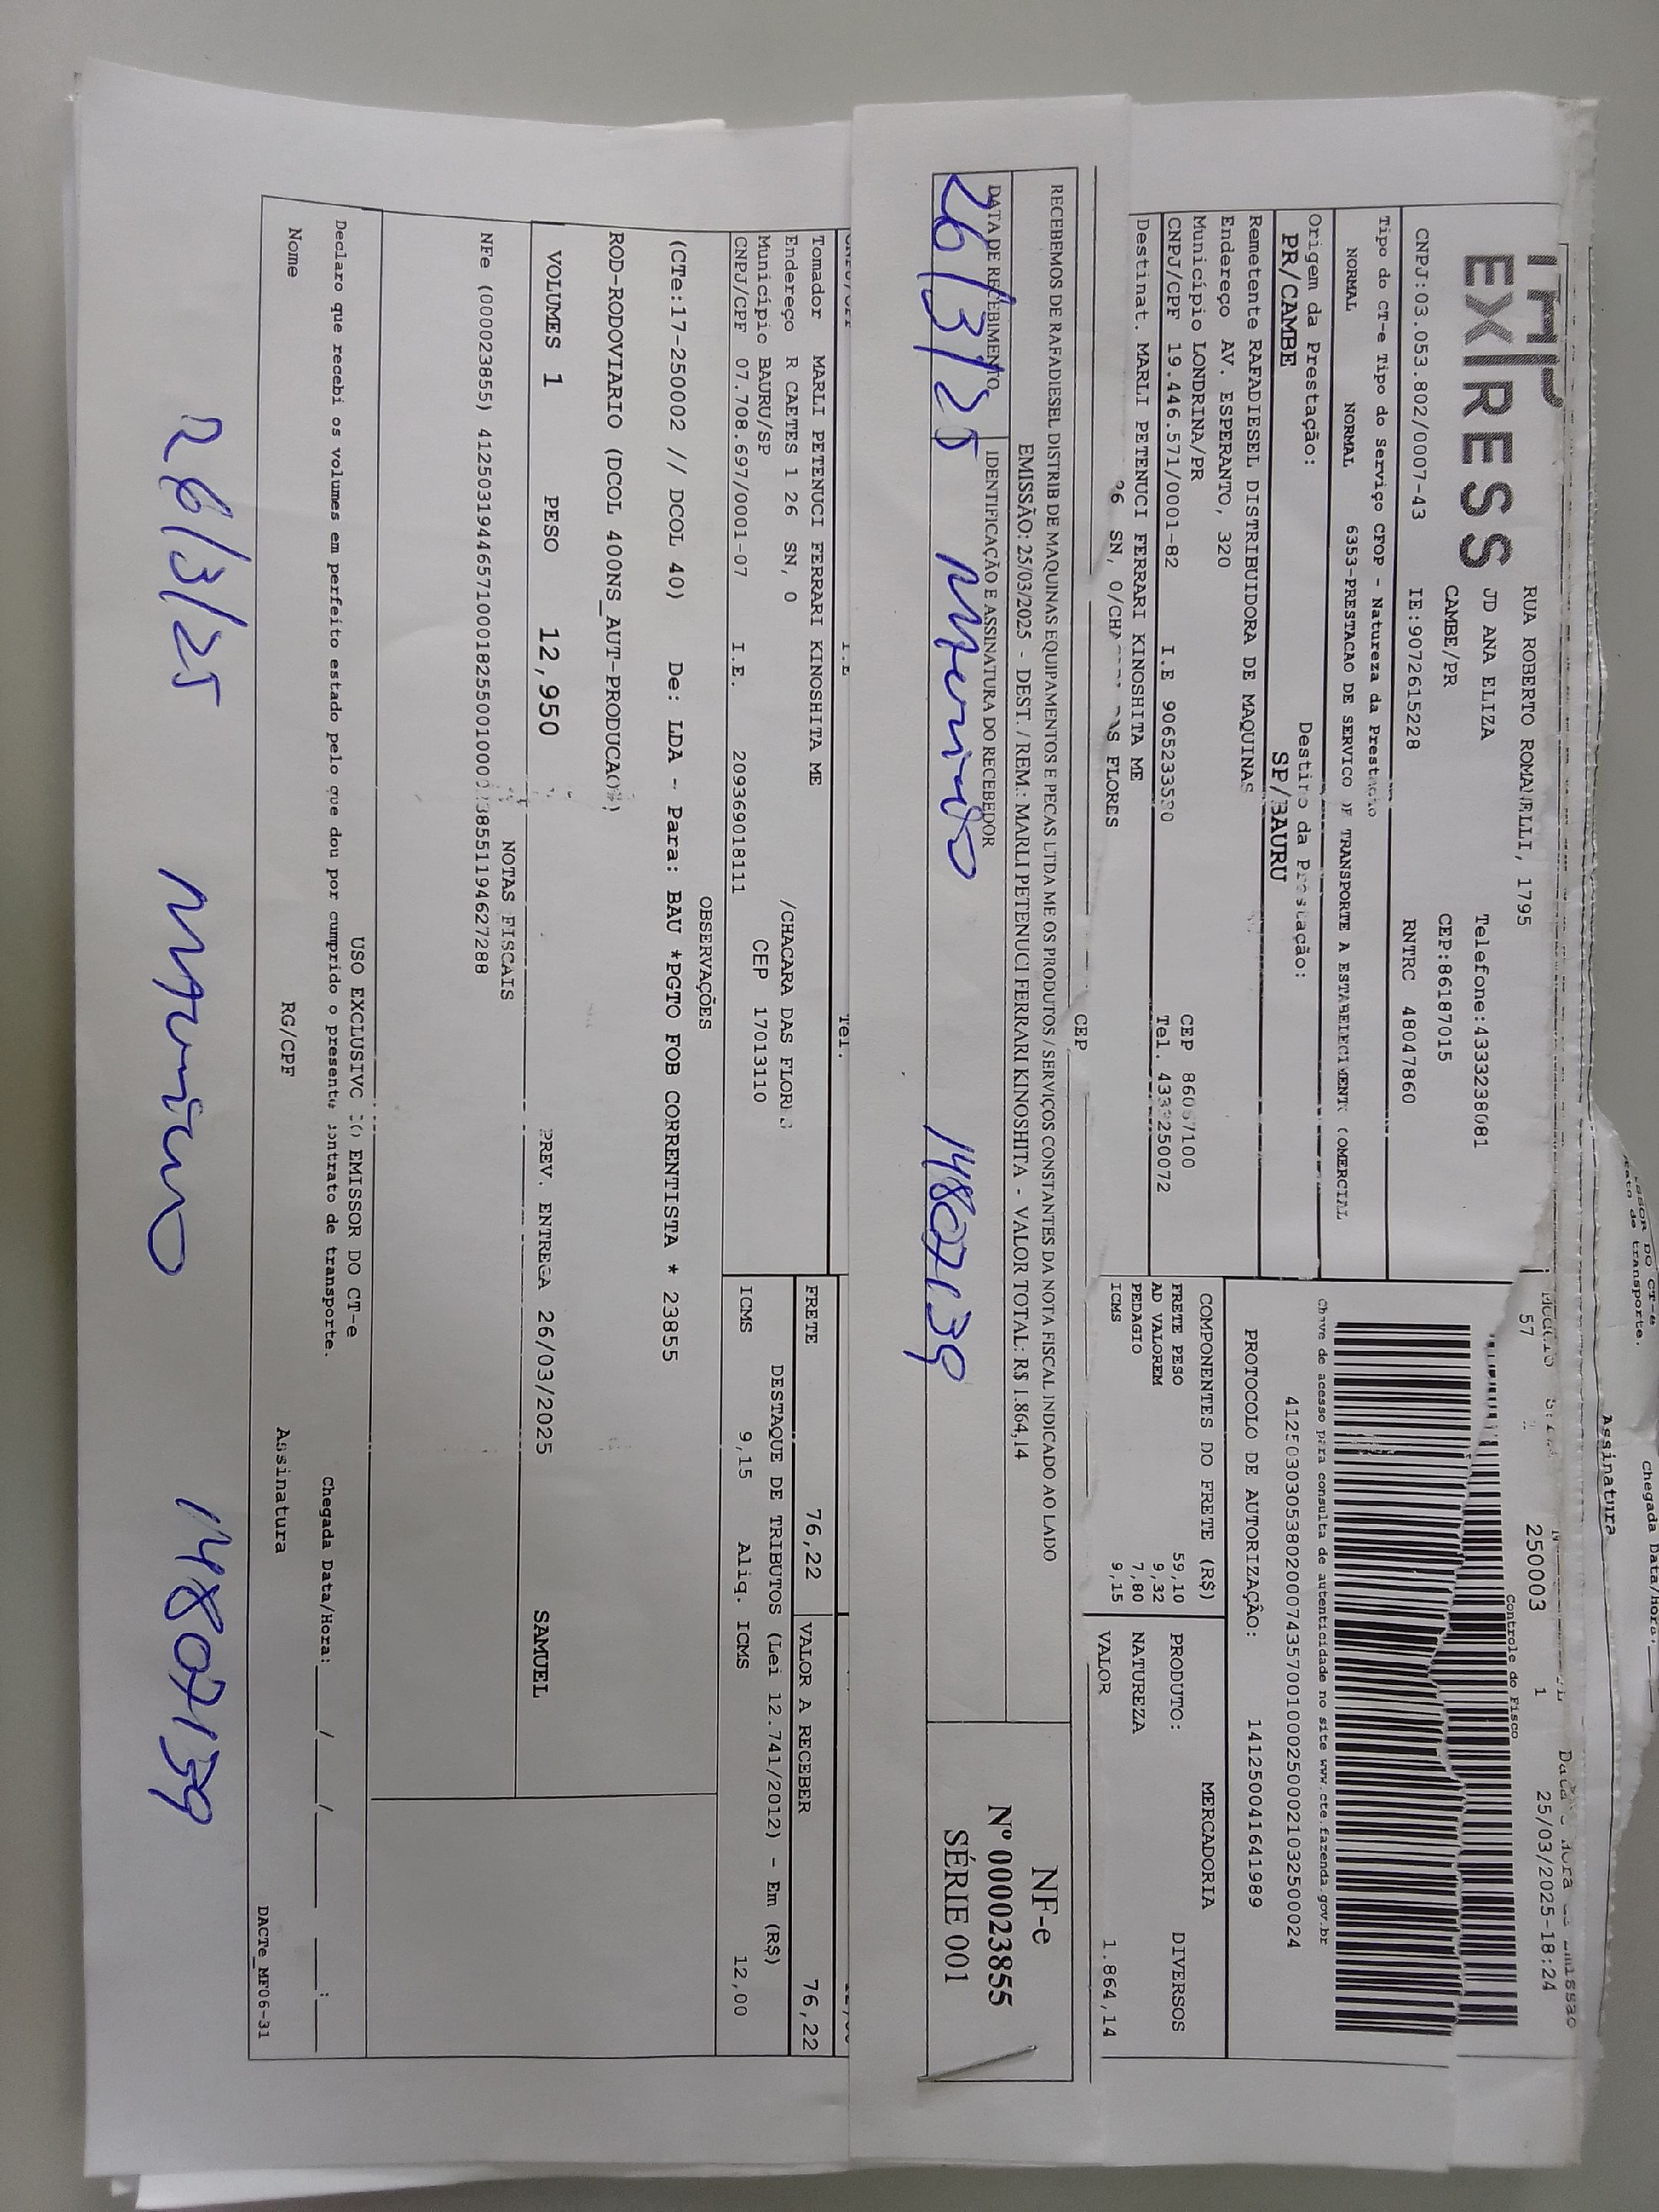 EXPRESS
RUA ROBERTO ROMANELLI, 1795
JD ANA ELIZA
Telefone:4333238081
CAMBE/PR
CEP:86187015
CNPJ:03.053.802/0007-43
IE:9072615228
RNTRC 48047860
57
250003
1
25/03/2025-18:24
Controle do Fisco
Tipo do CT-e Tipo do Serviço CFOP - Natureza da Prestação
NORMAL NORMAL 6353-PRESTACAO DE SERVICO DE TRANSPORTE A ESTABELECIMENTO COMERCIAL
Chave de acesso para consulta de autenticidade no site www.cte.fazenda.gov.br
Origem da Prestação:
Destino da Prestação:
PR/CAMBE
SP/BAURU
41250303053802000743570010002500021032500024
PROTOCOLO DE AUTORIZAÇÃO: 141250041641989
Remetente RAFADIESEL DISTRIBUIDORA DE MAQUINAS
Endereço AV. ESPERANTO, 320
Município LONDRINA/PR
CEP
CNPJ/CPF 19.446.571/0001-82
I.E
Tel.
Destinat. MARLI PETENUCI FERRARI KINOSHITA ME
SN, FLORES
CEP
COMPONENTES DO FRETE (R$)
FRETE PESO 59,10
AD VALOREM 9,32
PEDAGIO 7,80
ICMS 9,15
MERCADORIA
PRODUTO: DIVERSOS
NATUREZA
VALOR 1.864,14
RECEBEMOS DE RAFADIESEL DISTRIB DE MAQUINAS EQUIPAMENTOS E PECAS LTDA ME OS PRODUTOS / SERVIÇOS CONSTANTES DA NOTA FISCAL INDICADO AO LADO
EMISSÃO: 25/03/2025 - DEST. / REM.: MARLI PETENUCI FERRARI KINOSHITA - VALOR TOTAL: R$ 1.864,14
DATA DE RECEBIMENTO
IDENTIFICAÇÃO E ASSINATURA DO RECEBEDOR
26/3/25 14807139
NF-e
Nº 000023855
SÉRIE 001
Tel.
Tomador MARLI PETENUCI FERRARI KINOSHITA ME
Endereço R CAETES 1 26 SN, 0
/CHACARA DAS FLORES
Município BAURU/SP
CEP 17013110
CNPJ/CPF 07.708.697/0001-07
I.E. 209369018111
FRETE 76,22
VALOR A RECEBER 76,22
DESTAQUE DE TRIBUTOS (Lei 12.741/2012) - Em (R$)
ICMS 9,15 Aliq. ICMS 12,00
OBSERVAÇÕES
(CTe:17-250002 // DCOL 40) De: LDA - Para: BAU *PGTO FOB CORRENTISTA * 23855
ROD-RODOVIARIO (DCOL 400NS_AUT-PRODUCAO)
VOLUMES 1 PESO 12,950 PREV. ENTREGA 26/03/2025 SAMUEL
NOTAS FISCAIS
NFe (000023855)
USO EXCLUSIVO DO EMISSOR DO CT-e
Declaro que recebi os volumes em perfeito estado pelo que dou por cumprido o presente contrato de transporte.
Chegada Data/Hora: ____/____/____ ____:____
Nome RG/CPF Assinatura
DACTe_MF06-31
26/3/25 14807139
Assinatura
Chegada Data/Hora: